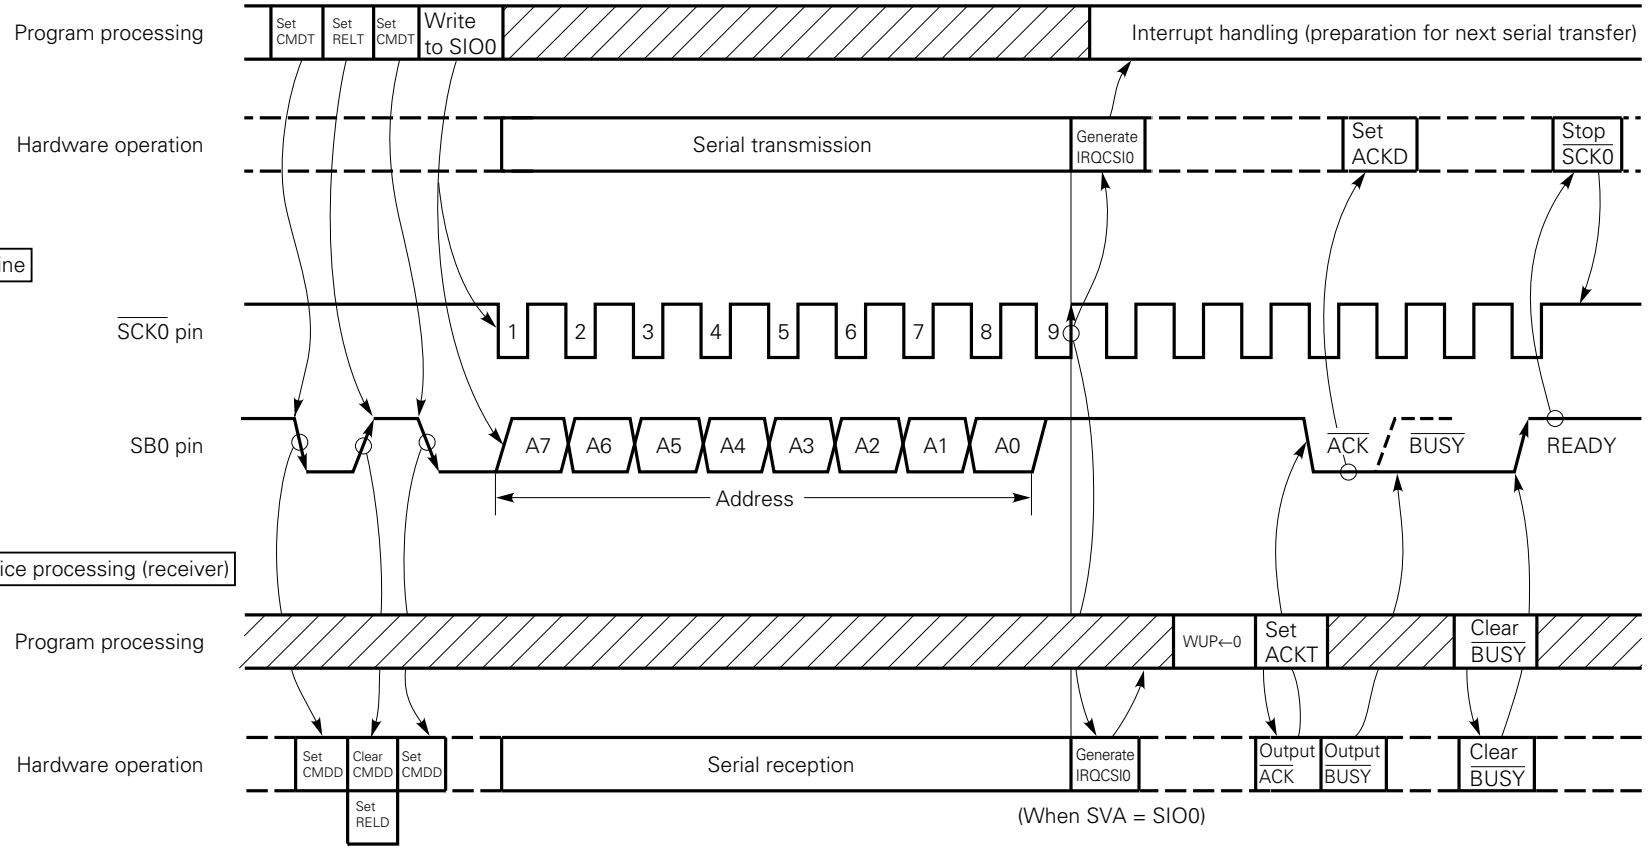 Program processing
Set CMDT
Set RELT
Set CMDT
Write to SIO0
Interrupt handling (preparation for next serial transfer)
Hardware operation
Serial transmission
Generate IRQCSI0
Set ACKD
Stop SCK0
ine
SCK0 pin
1 2 3 4 5 6 7 8 9
SB0 pin
A7 A6 A5 A4 A3 A2 A1 A0
ACK
BUSY
READY
Address
ice processing (receiver)
Program processing
WUP←0
Set ACKT
Clear BUSY
Hardware operation
Set CMDD
Clear CMDD
Set CMDD
Set RELD
Serial reception
Generate IRQCSI0
Output ACK
Output BUSY
Clear BUSY
(When SVA = SIO0)